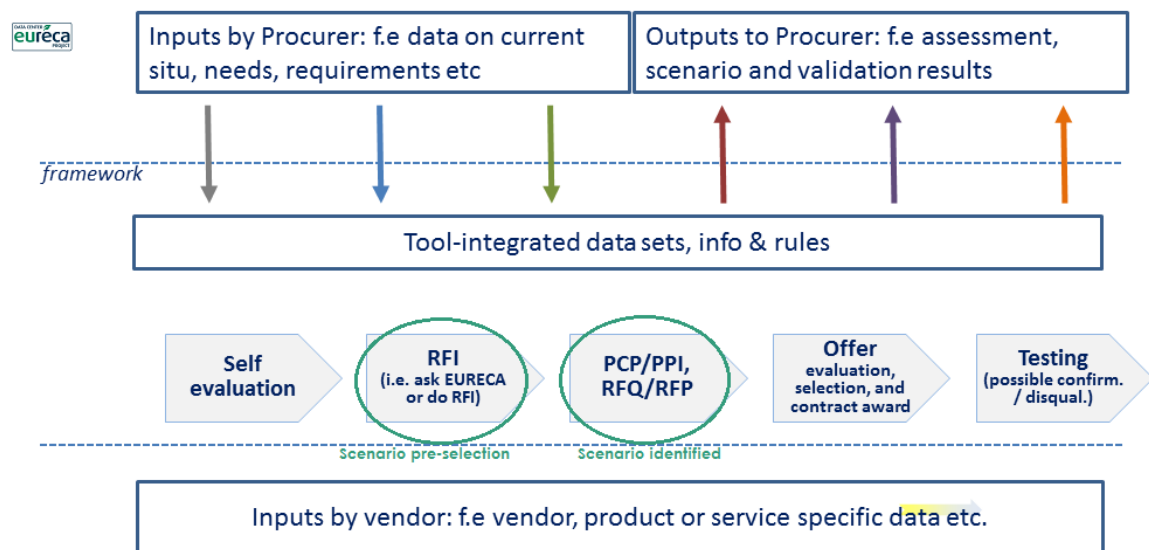 DATA CENTER
eureca
PROJECT
Inputs by Procurer: f.e data on current
situ, needs, requirements etc
Outputs to Procurer: f.e assessment,
scenario and validation results
framework
Tool-integrated data sets, info & rules
Self
evaluation
RFI
(i.e. ask EURECA
or do RFI)
PCP/PPI,
RFQ/RFP
Offer
evaluation,
selection, and
contract award
Testing
(possible confirm.
/ disqual.)
Scenario pre-selection
Scenario identified
Inputs by vendor: f.e vendor, product or service specific data etc.